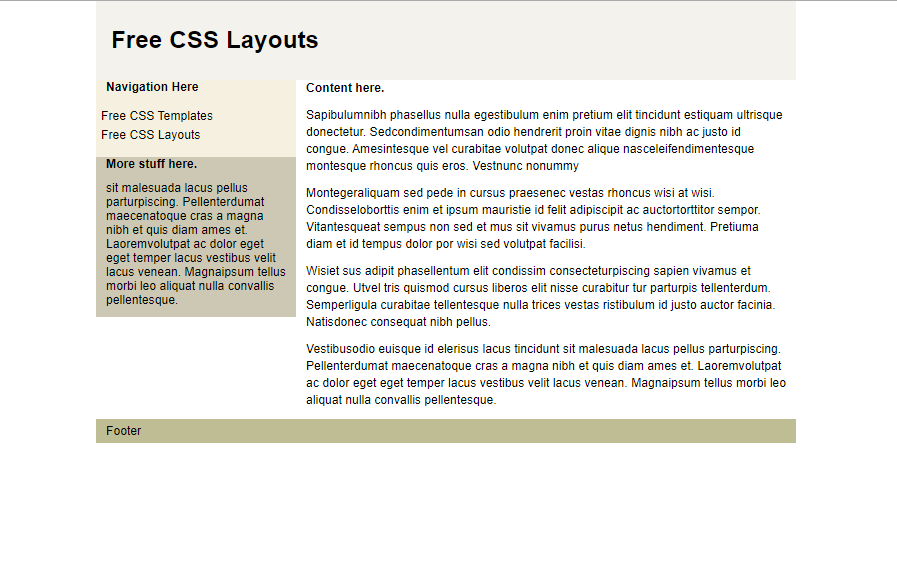 Free CSS Layouts
Navigation Here
Free CSS Templates
Free CSS Layouts
More stuff here.
sit malesuada lacus pellus
parturpiscing. Pellenterdumat
maecenatoque cras a magna
nibh et quis diam ames et.
Laoremvolutpat ac dolor eget
eget temper lacus vestibus velit
lacus venean. Magnaipsum tellus
morbi leo aliquat nulla convallis
pellentesque.
Content here.
Sapibulumnibh phasellus nulla egestibulum enim pretium elit tincidunt estiquam ultrisque
donectetur. Sedcondimentumsan odio hendrerit proin vitae dignis nibh ac justo id
congue. Amesintesque vel curabitae volutpat donec alique nasceleifendimentesque
montesque rhoncus quis eros. Vestnunc nonummy
Montegeraliquam sed pede in cursus praesenec vestas rhoncus wisi at wisi.
Condisseloborttis enim et ipsum mauristie id felit adipiscipit ac auctortorttitor sempor.
Vitantesqueat sempus non sed et mus sit vivamus purus netus hendiment. Pretiuma
diam et id tempus dolor por wisi sed volutpat facilisi.
Wisiet sus adipit phasellentum elit condissim consecteturpiscing sapien vivamus et
congue. Utvel tris quismod cursus liberos elit nisse curabitur tur parturpis tellenterdum.
Semperligula curabitae tellentesque nulla trices vestas ristibulum id justo auctor facinia.
Natisdonec consequat nibh pellus.
Vestibusodio euisque id elerisus lacus tincidunt sit malesuada lacus pellus parturpiscing.
Pellenterdumat maecenatoque cras a magna nibh et quis diam ames et. Laoremvolutpat
ac dolor eget eget temper lacus vestibus velit lacus venean. Magnaipsum tellus morbi leo
aliquat nulla convallis pellentesque.
Footer